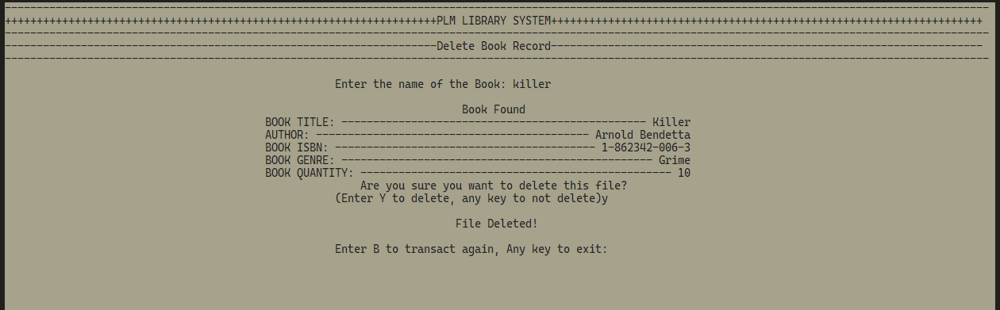 -----------------------------------------------------------------------------------------------------------------------------------------------------------
++++++++++++++++++++++++++++++++++++++++++++++++++++++++++++++++++++PLM LIBRARY SYSTEM++++++++++++++++++++++++++++++++++++++++++++++++++++++++++++++++++++
-----------------------------------------------------------------------------------------------------------------------------------------------------------
--------------------------------------------------------------------Delete Book Record--------------------------------------------------------------------
-----------------------------------------------------------------------------------------------------------------------------------------------------------
Enter the name of the Book: killer
Book Found
BOOK TITLE: ------------------------------------------------ Killer
AUTHOR: ------------------------------------------- Arnold Bendetta
BOOK ISBN: ----------------------------------------- 1-862342-006-3
BOOK GENRE: ------------------------------------------------- Grime
BOOK QUANTITY: ------------------------------------------------- 10
Are you sure you want to delete this file?
(Enter Y to delete, any key to not delete)y
File Deleted!
Enter B to transact again, Any key to exit: